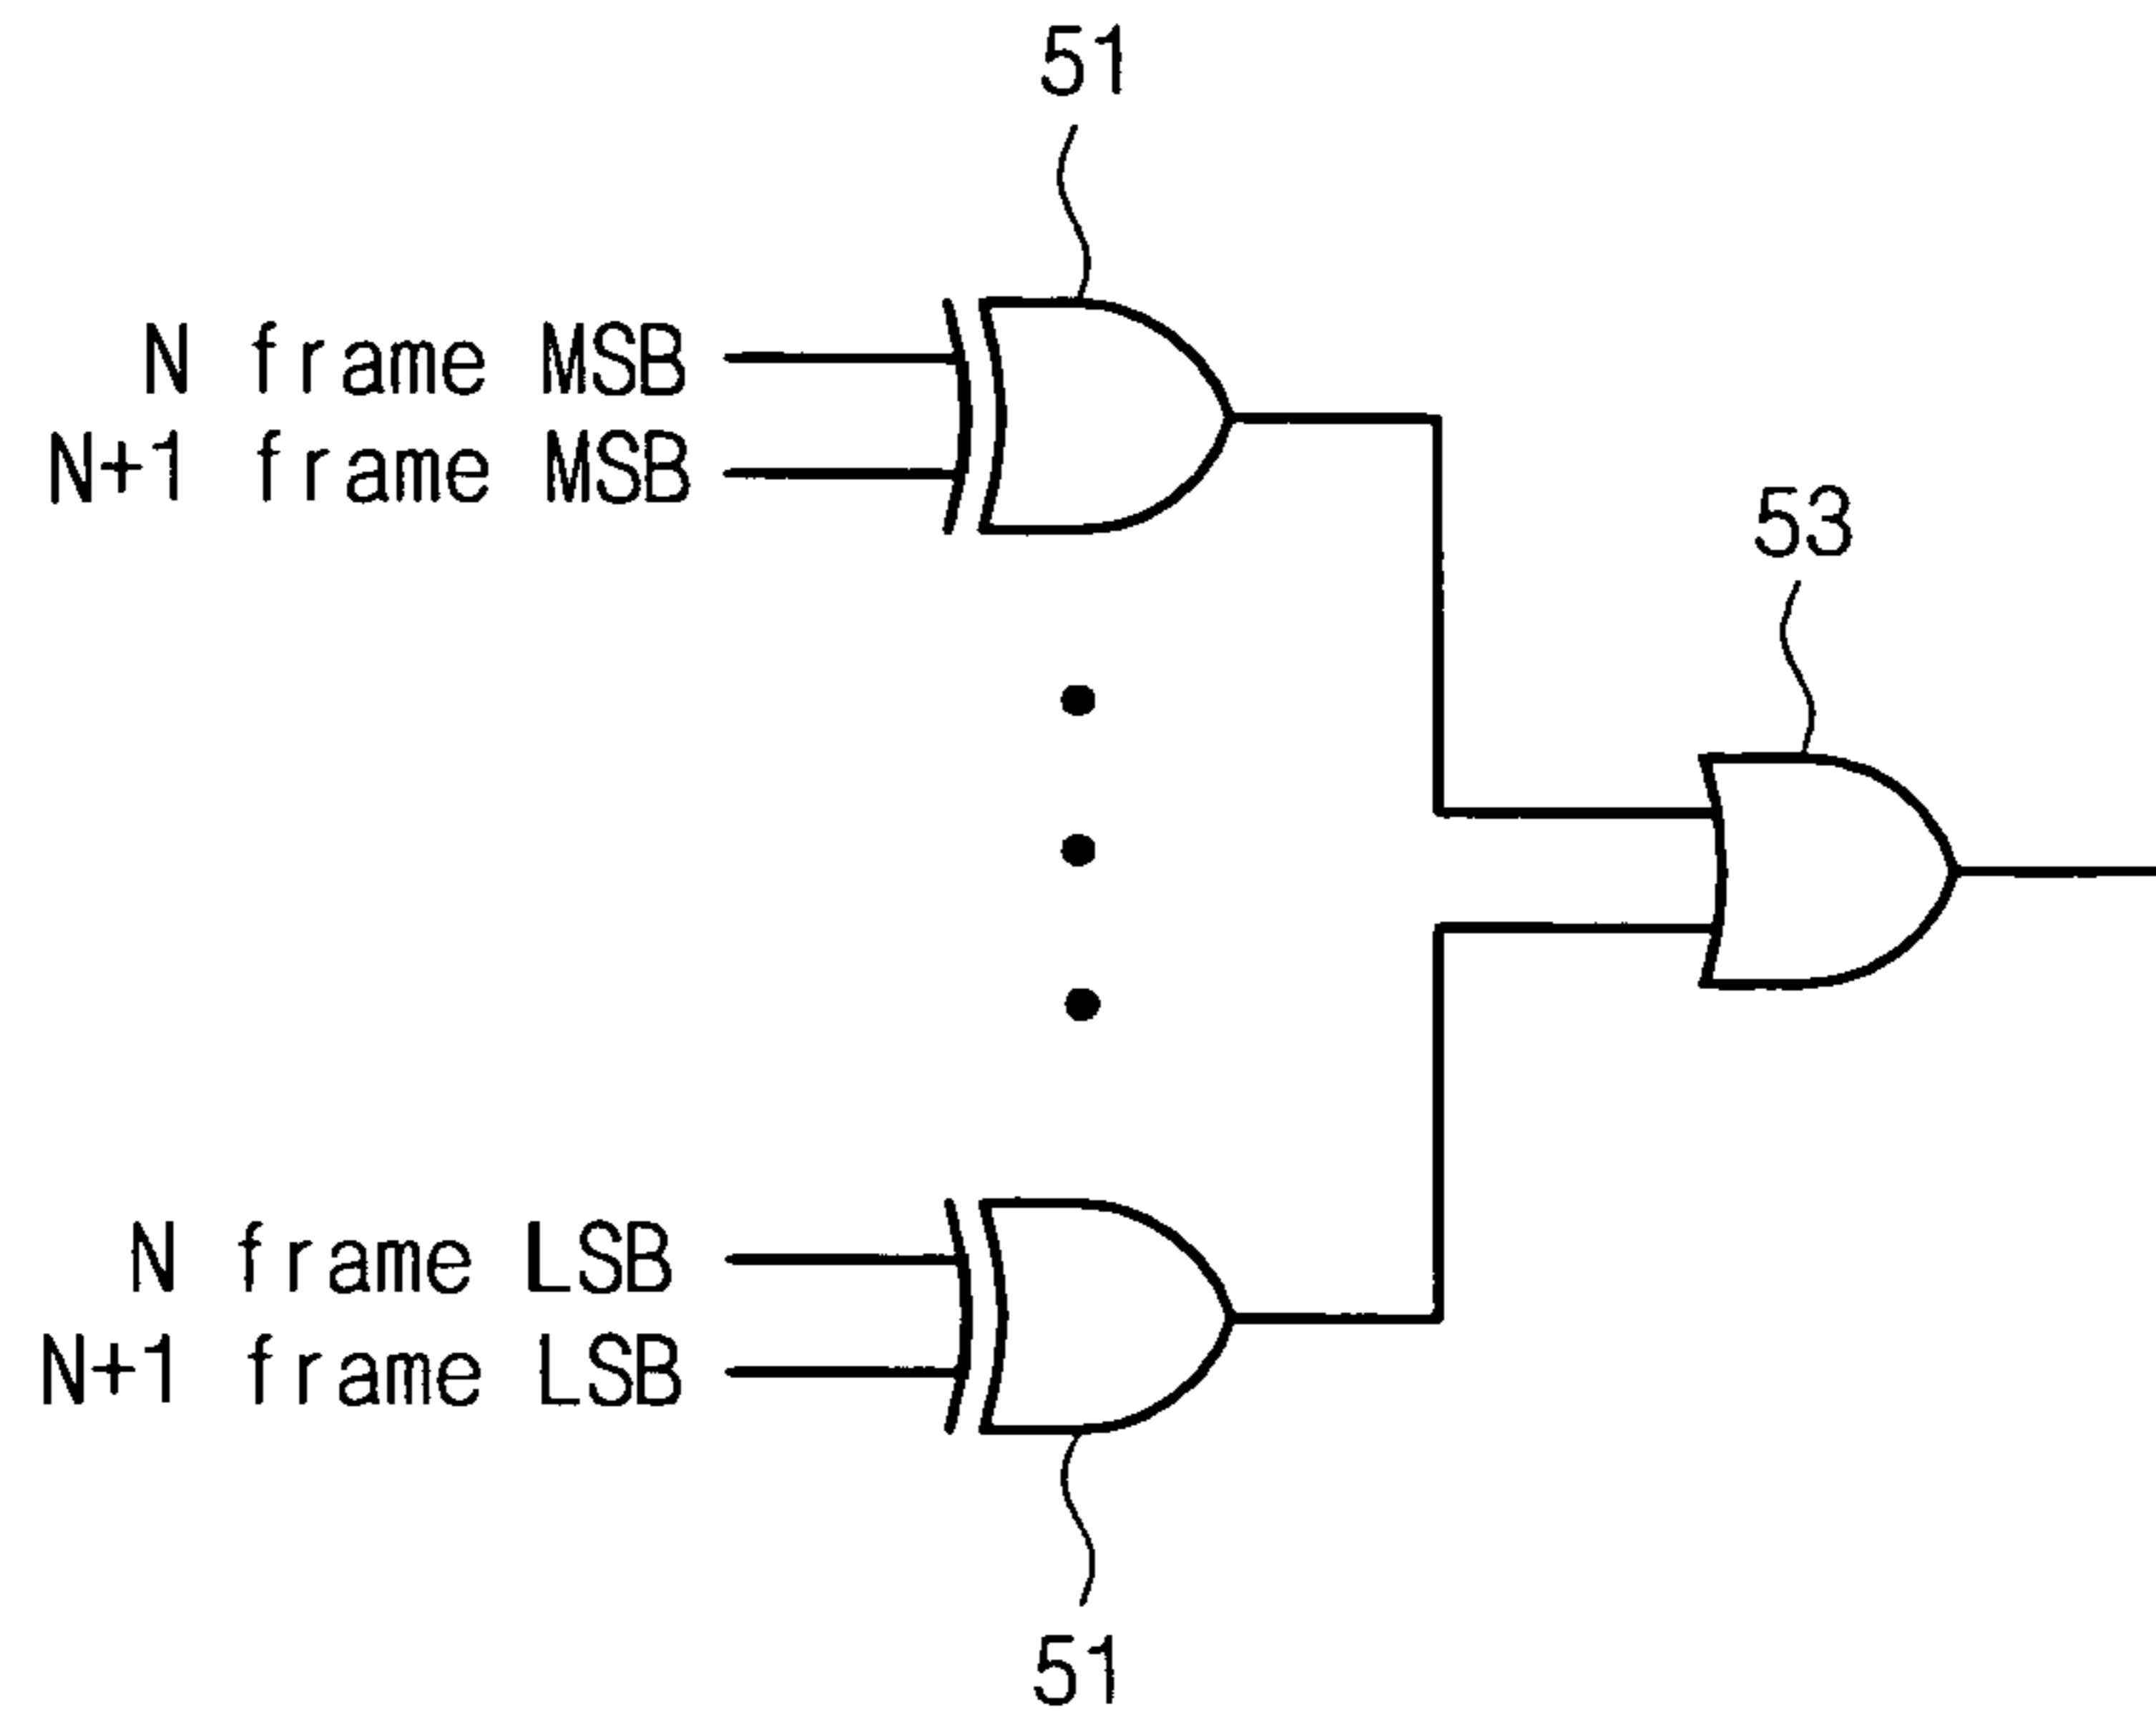 51
N frame MSB
N+1 frame MSB
53
N frame LSB
N+1 frame LSB
51